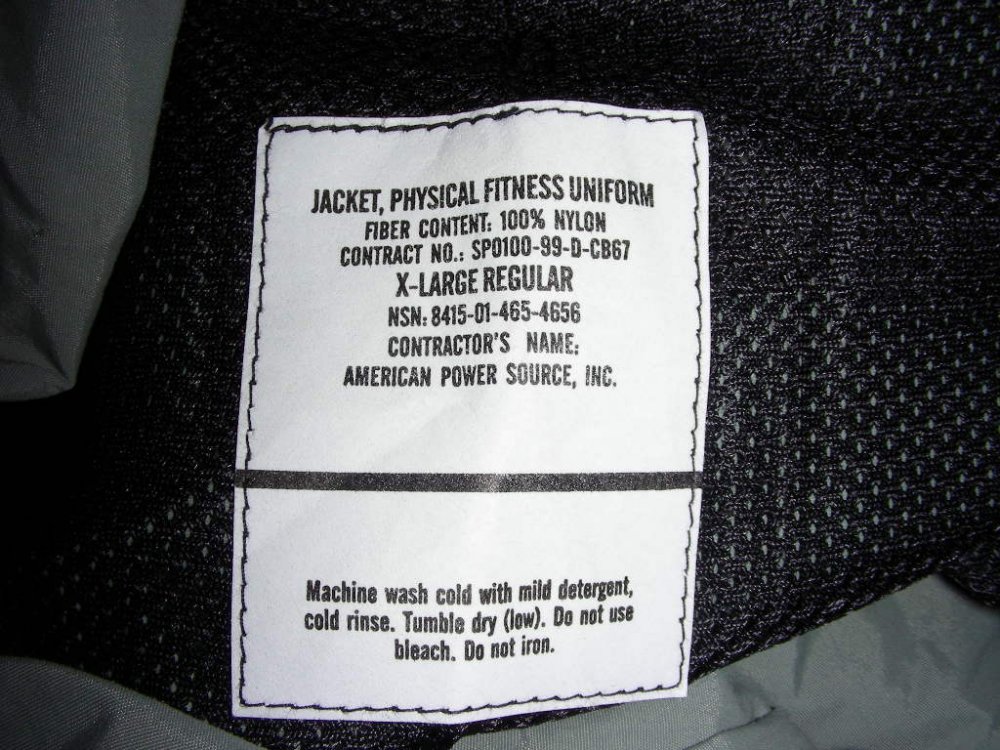 JACKET, PHYSICAL FITNESS UNIFORM
FIBER CONTENT: 100% NYLON
CONTRACT NO.: SPO100-99-D-CB67
X-LARGE REGULAR
NSN: 8415-01-465-4656
CONTRACTOR'S NAME:
AMERICAN POWER SOURCE, INC.
Machine wash cold with mild detergent,
cold rinse. Tumble dry (low). Do not use
bleach. Do not iron.